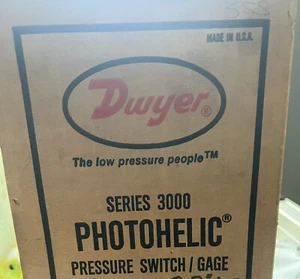 MADE IN U.S.A.
Dwyer®
The low pressure people™
SERIES 3000
PHOTOHELIC®
PRESSURE SWITCH / GAGE